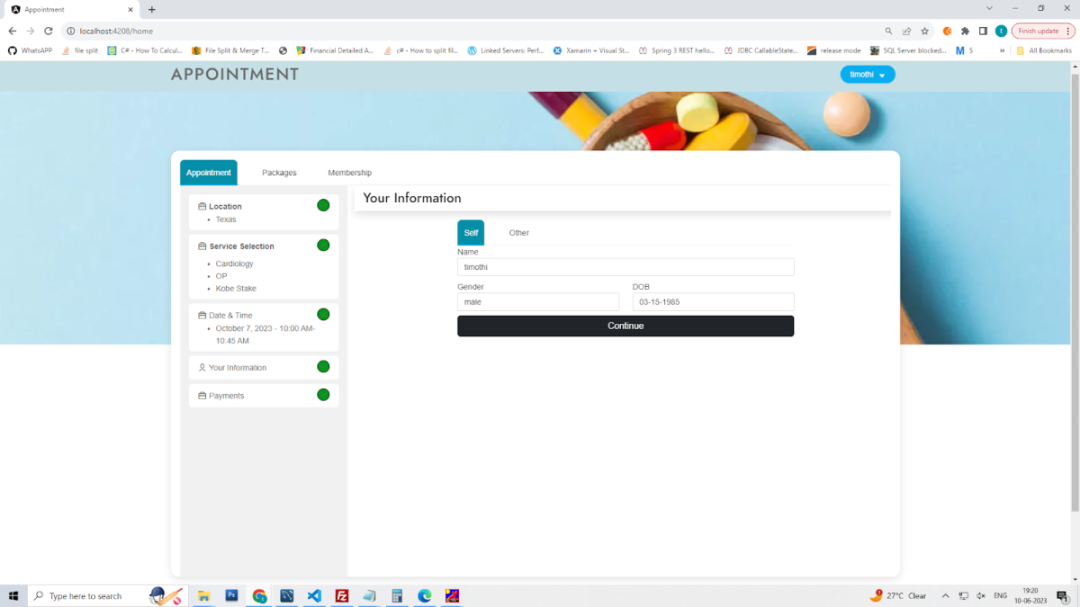 Appointment
localhost:4208/home
Finish update
WhatsAPP
file split
C# - How To Calcul...
File Split & Merge T...
Financial Detailed A...
c# - How to split fil...
Linked Servers: Perf...
Xamarin + Visual St...
Spring 3 REST hello...
JDBC CallableState...
release mode
SQL Server blocked...
M S
»
All Bookmarks
APPOINTMENT
timothi
Appointment
Packages
Membership
Location
• Texas
Service Selection
• Cardiology
• OP
• Kobe Stake
Date & Time
• October 7, 2023 - 10:00 AM-
10:45 AM
Your Information
Payments
Your Information
Self
Other
Name
timothi
Gender
DOB
male
03-15-1985
Continue
Type here to search
27°C Clear
ENG
19:20
10-06-2023